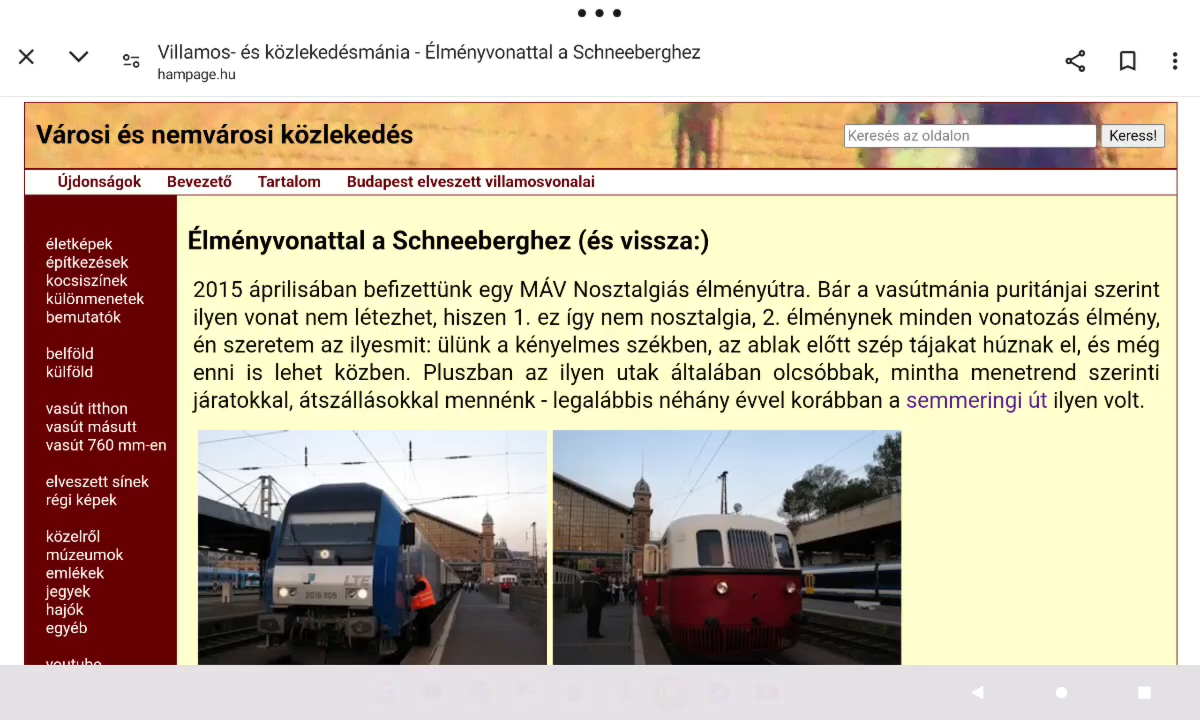 Villamos- és közlekedésmánia - Élményvonattal a Schneeberghez
hampage.hu
Városi és nemvárosi közlekedés
Keresés az oldalon
Keress!
Újdonságok Bevezető Tartalom Budapest elveszett villamosvonalai
életképek
építkezések
kocsiszínek
különmenetek
bemutatók
belföld
külföld
vasút itthon
vasút másutt
vasút 760 mm-en
elveszett sínek
régi képek
közelről
múzeumok
emlékek
jegyek
hajók
egyéb
youtube
Élményvonattal a Schneeberghez (és vissza:)
2015 áprilisában befizettünk egy MÁV Nosztalgiás élményútra. Bár a vasútmánia puritánjai szerint
ilyen vonat nem létezhet, hiszen 1. ez így nem nosztalgia, 2. élménynek minden vonatozás élmény,
én szeretem az ilyesmit: ülünk a kényelmes székben, az ablak előtt szép tájakat húznak el, és még
enni is lehet közben. Pluszban az ilyen utak általában olcsóbbak, mintha menetrend szerinti
járatokkal, átszállásokkal mennénk - legalábbis néhány évvel korábban a semmeringi út ilyen volt.
LTE
2016 909